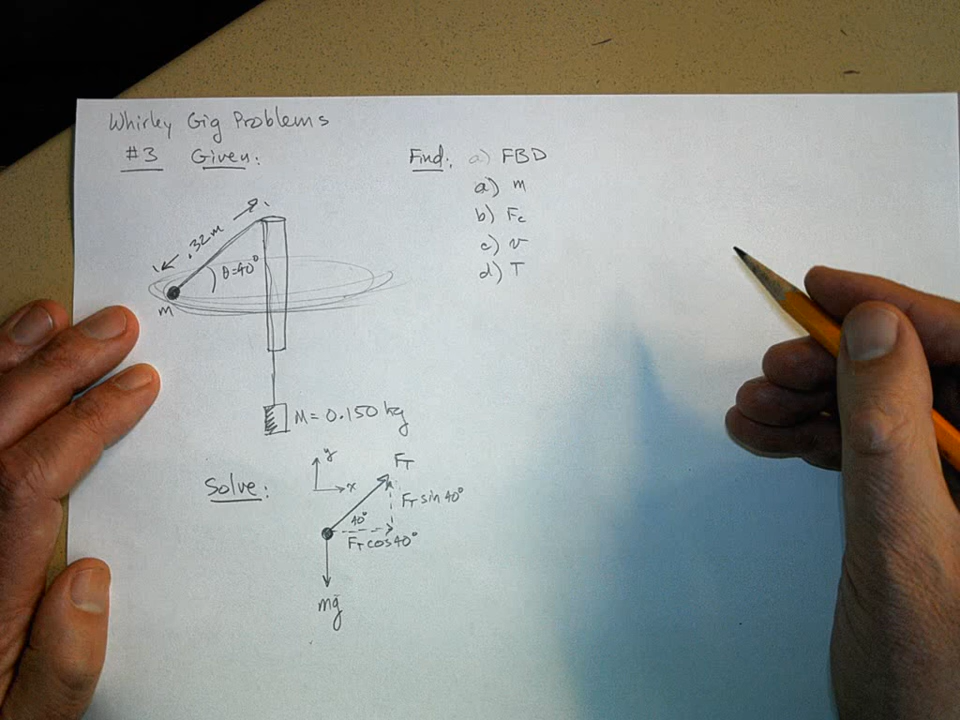 Whirley Gig Problems
#3 Given:
Find: a) FBD
a) m
b) Fc
c) v
d) T
.32m
θ=40°
m
M = 0.150 kg
Solve:
y
x
FT
FT sin 40°
40°
FT cos 40°
mg